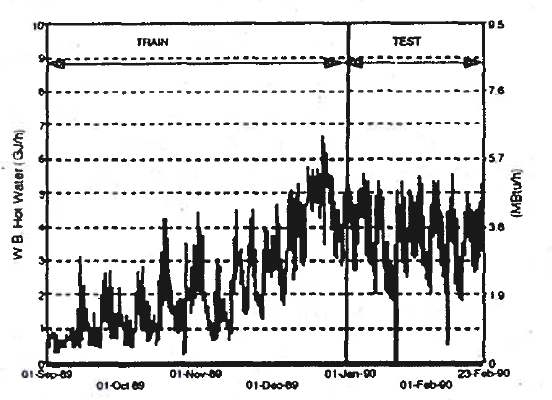 10
9.5
TRAIN
TEST
9
8
7.6
7
6
5.7
5
4
3.8
3
2
1.9
1
0
0
W.B. Hot Water (GJ/h)
(MBtu/h)
01-Sep-89
01-Nov-89
01-Jan-90
23-Feb-90
01-Oct 89
01-Dec-89
01-Feb-90